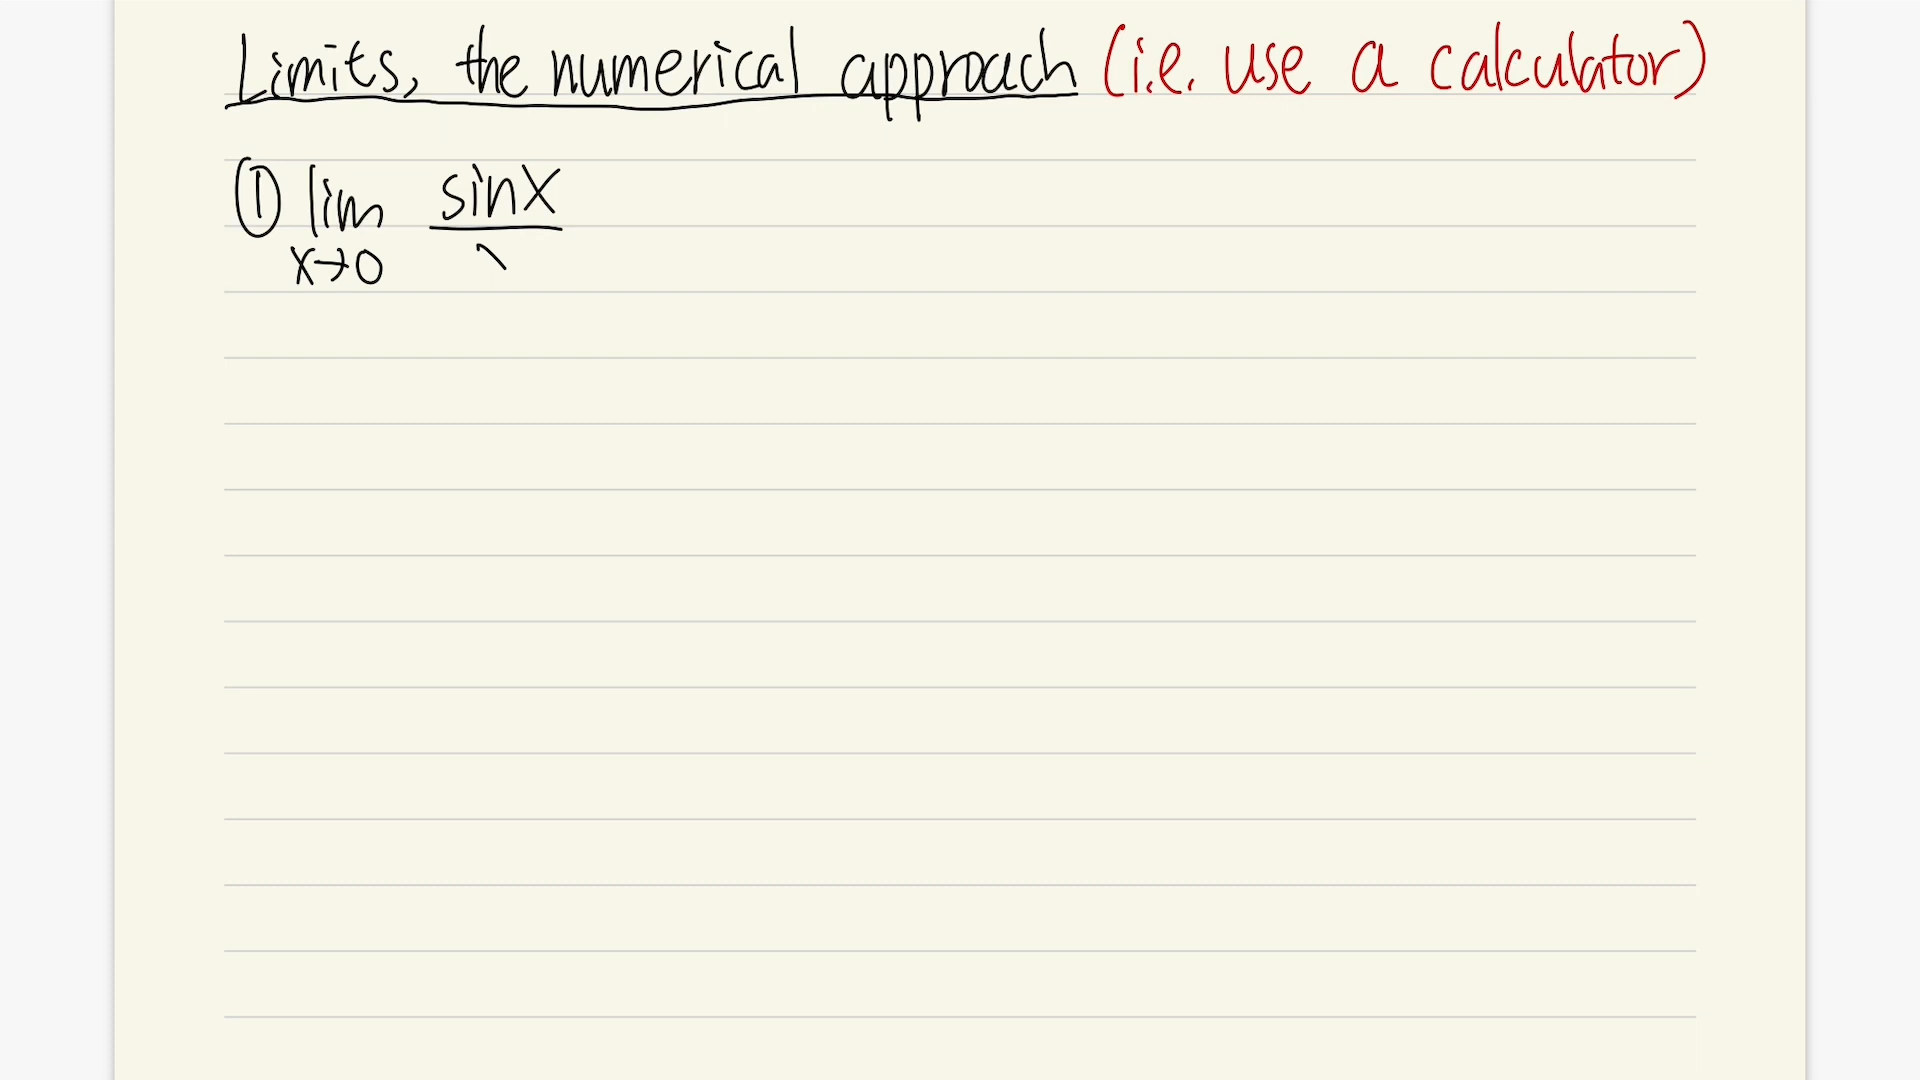 Limits, the numerical approach (i.e. use a calculator)
① lim sinx
x→0